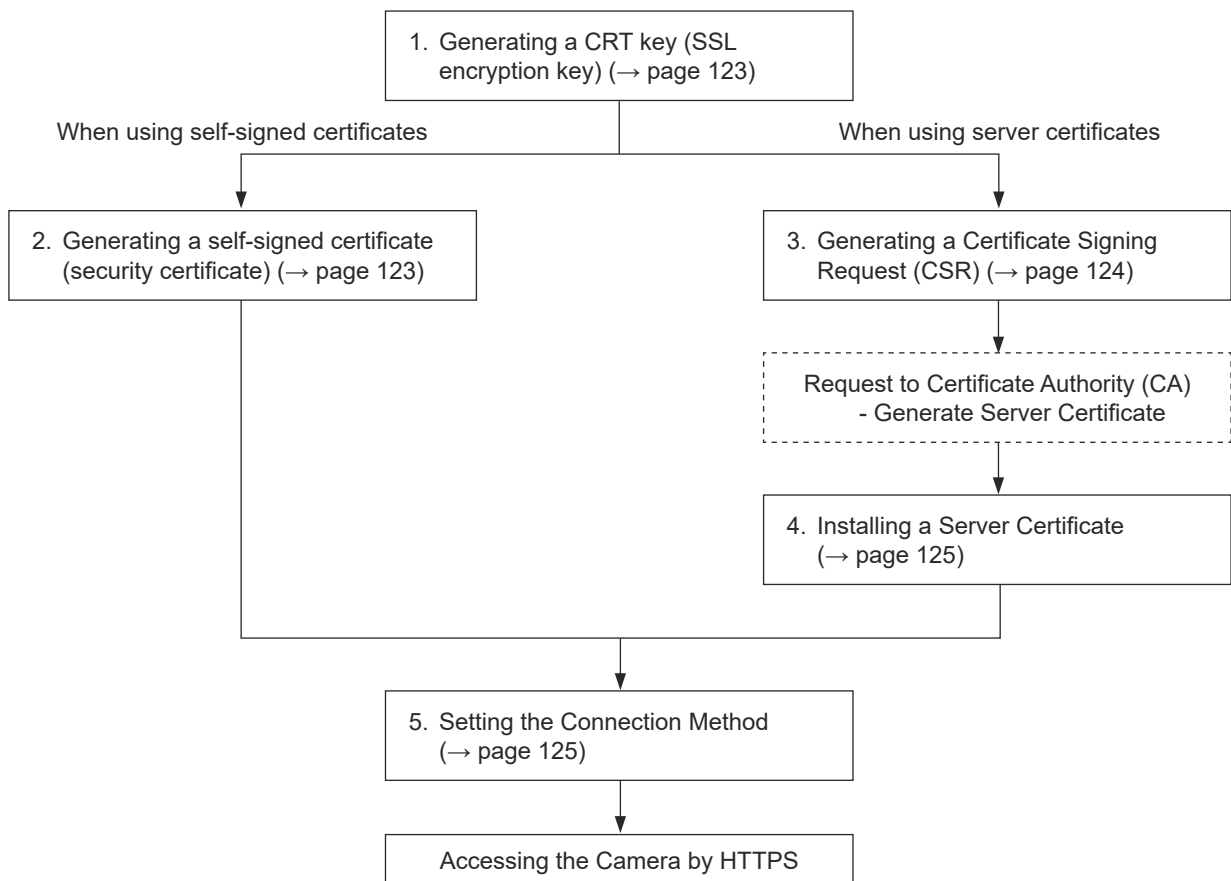 1. Generating a CRT key (SSL
encryption key) (→ page 123)
When using self-signed certificates
When using server certificates
2. Generating a self-signed certificate
(security certificate) (→ page 123)
3. Generating a Certificate Signing
Request (CSR) (→ page 124)
Request to Certificate Authority (CA)
- Generate Server Certificate
4. Installing a Server Certificate
(→ page 125)
5. Setting the Connection Method
(→ page 125)
Accessing the Camera by HTTPS